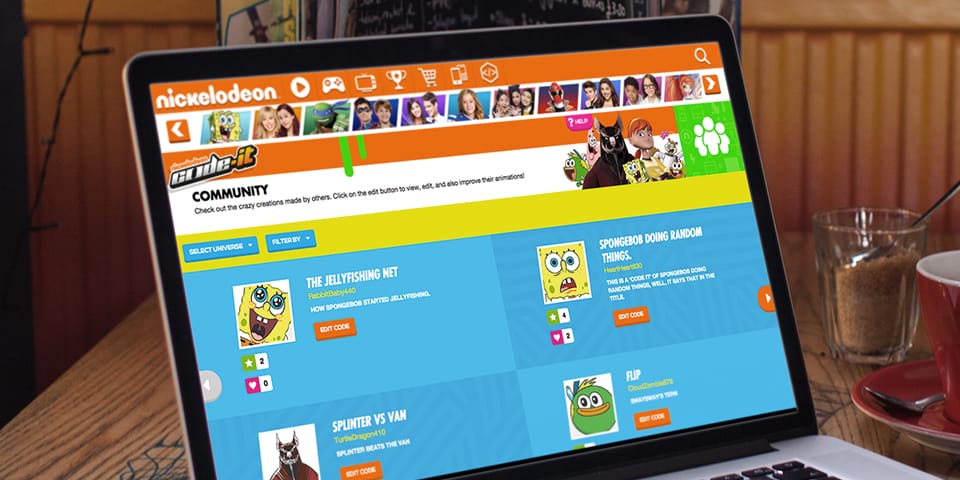 nickelodeon
? HELP
nickelodeon
code-it
COMMUNITY
Check out the crazy creations made by others. Click on the edit button to view, edit, and also improve their animations!
SELECT UNIVERSE
FILTER BY
THE JELLYFISHING NET
RabbitBaby440
HOW SPONGEBOB STARTED JELLYFISHING.
EDIT CODE
2
0
SPONGEBOB DOING RANDOM
THINGS.
HeartHeart930
THIS IS A 'CODE IT' OF SPONGEBOB DOING
RANDOM THINGS, WELL, IT SAYS THAT IN THE
TITLE.
EDIT CODE
4
2
SPLINTER VS VAN
TurtleDragon410
SPLINTER BEATS THE VAN
EDIT CODE
FLIP
CloudZombie878
SWAYSWAY'S TERN
EDIT CODE